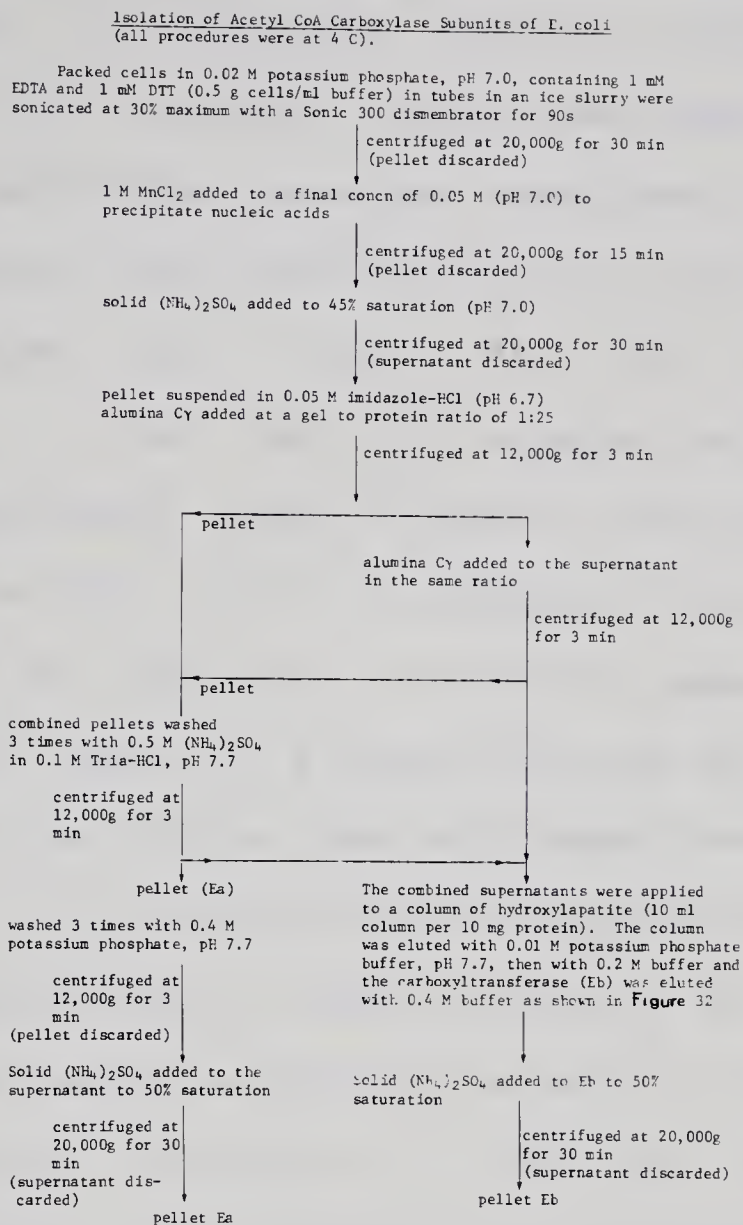 Isolation of Acetyl CoA Carboxylase Subunits of E. coli
(all procedures were at 4 C).
Packed cells in 0.02 M potassium phosphate, pH 7.0, containing 1 mM
EDTA and 1 mM DTT (0.5 g cells/ml buffer) in tubes in an ice slurry were
sonicated at 30% maximum with a Sonic 300 dismembrator for 90s
centrifuged at 20,000g for 30 min
(pellet discarded)
1 M MnCl₂ added to a final concn of 0.05 M (pH 7.0) to
precipitate nucleic acids
centrifuged at 20,000g for 15 min
(pellet discarded)
solid (NH₄)₂SO₄ added to 45% saturation (pH 7.0)
centrifuged at 20,000g for 30 min
(supernatant discarded)
pellet suspended in 0.05 M imidazole-HCl (pH 6.7)
alumina Cγ added at a gel to protein ratio of 1:25
centrifuged at 12,000g for 3 min
pellet
alumina Cγ added to the supernatant
in the same ratio
centrifuged at 12,000g
for 3 min
pellet
combined pellets washed
3 times with 0.5 M (NH₄)₂SO₄
in 0.1 M Tria-HCl, pH 7.7
centrifuged at
12,000g for 3
min
pellet (Ea)
washed 3 times with 0.4 M
potassium phosphate, pH 7.7
centrifuged at
12,000g for 3
min
(pellet discarded)
Solid (NH₄)₂SO₄ added to the
supernatant to 50% saturation
centrifuged at
20,000g for 30
min
(supernatant dis-
carded)
pellet Ea
The combined supernatants were applied
to a column of hydroxylapatite (10 ml
column per 10 mg protein). The column
was eluted with 0.01 M potassium phosphate
buffer, pH 7.7, then with 0.2 M buffer and
the carboxyltransferase (Eb) was eluted
with 0.4 M buffer as shown in Figure 32
Solid (NH₄)₂SO₄ added to Eb to 50%
saturation
centrifuged at 20,000g
for 30 min
(supernatant discarded)
pellet Eb